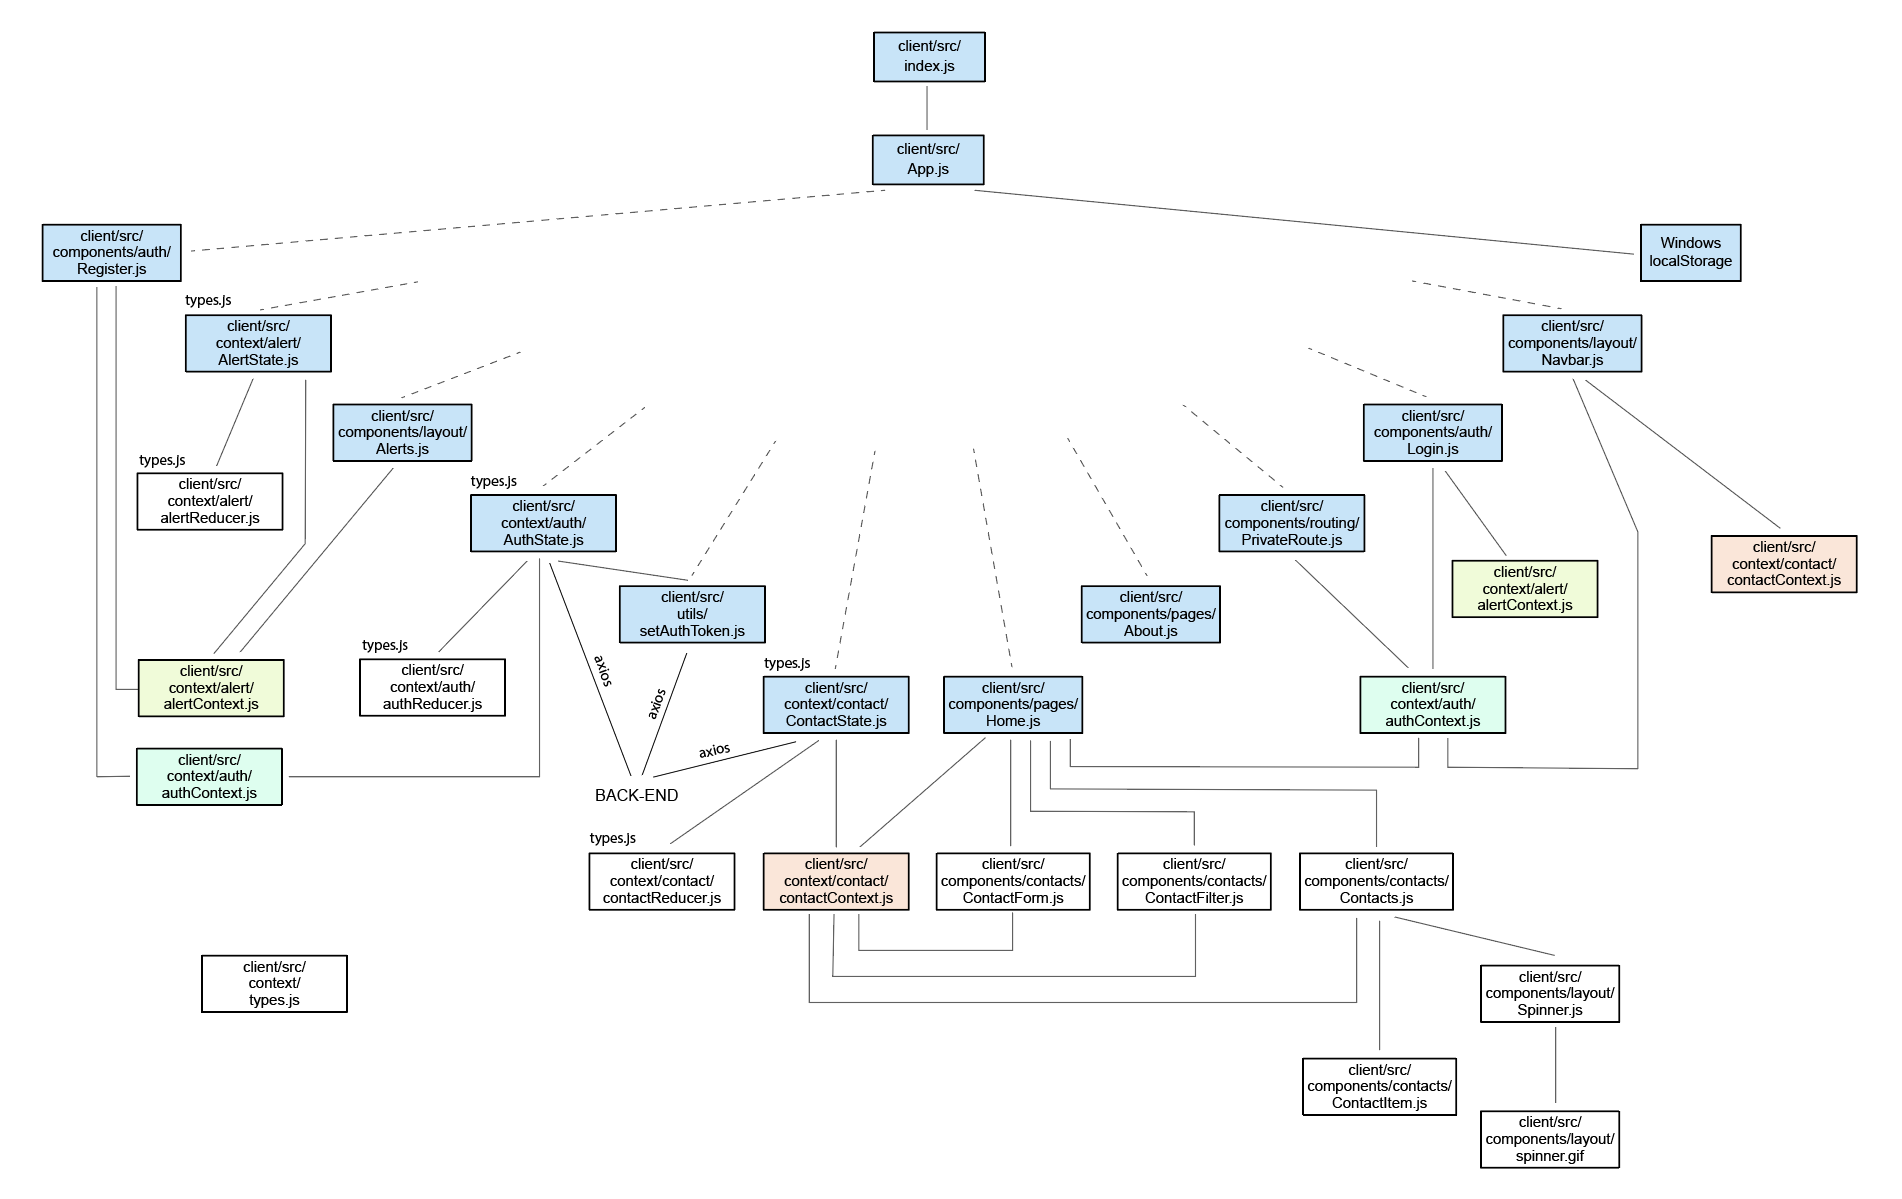 client/src/
index.js
client/src/
App.js
client/src/
components/auth/
Register.js
Windows
localStorage
types.js
client/src/
context/alert/
AlertState.js
client/src/
components/layout/
Navbar.js
client/src/
components/layout/
Alerts.js
client/src/
components/auth/
Login.js
types.js
client/src/
context/alert/
alertReducer.js
types.js
client/src/
context/auth/
AuthState.js
client/src/
components/routing/
PrivateRoute.js
client/src/
context/contact/
contactContext.js
client/src/
context/alert/
alertContext.js
client/src/
utils/
setAuthToken.js
client/src/
components/pages/
About.js
types.js
client/src/
context/auth/
authReducer.js
client/src/
context/alert/
alertContext.js
axios
axios
types.js
client/src/
context/contact/
ContactState.js
client/src/
components/pages/
Home.js
client/src/
context/auth/
authContext.js
axios
client/src/
context/auth/
authContext.js
BACK-END
types.js
client/src/
context/contact/
contactReducer.js
client/src/
context/contact/
contactContext.js
client/src/
components/contacts/
ContactForm.js
client/src/
components/contacts/
ContactFilter.js
client/src/
components/contacts/
Contacts.js
client/src/
context/
types.js
client/src/
components/layout/
Spinner.js
client/src/
components/contacts/
ContactItem.js
client/src/
components/layout/
spinner.gif